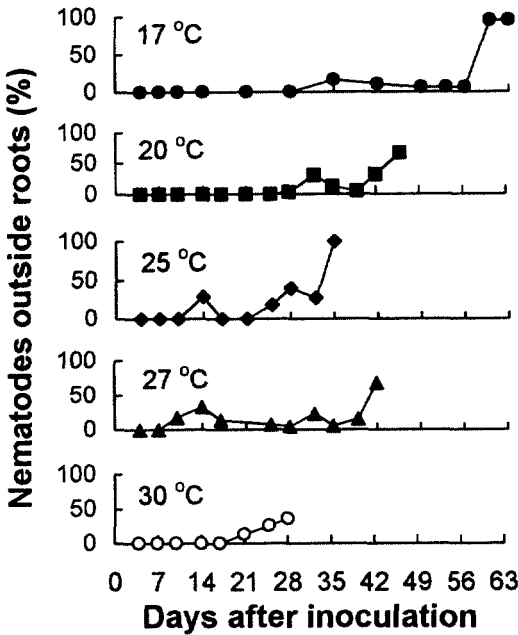 Nematodes outside roots (%)
17 °C
100
50
0
20 °C
100
50
0
25 °C
100
50
0
27 °C
100
50
0
30 °C
100
50
0
0 7 14 21 28 35 42 49 56 63
Days after inoculation